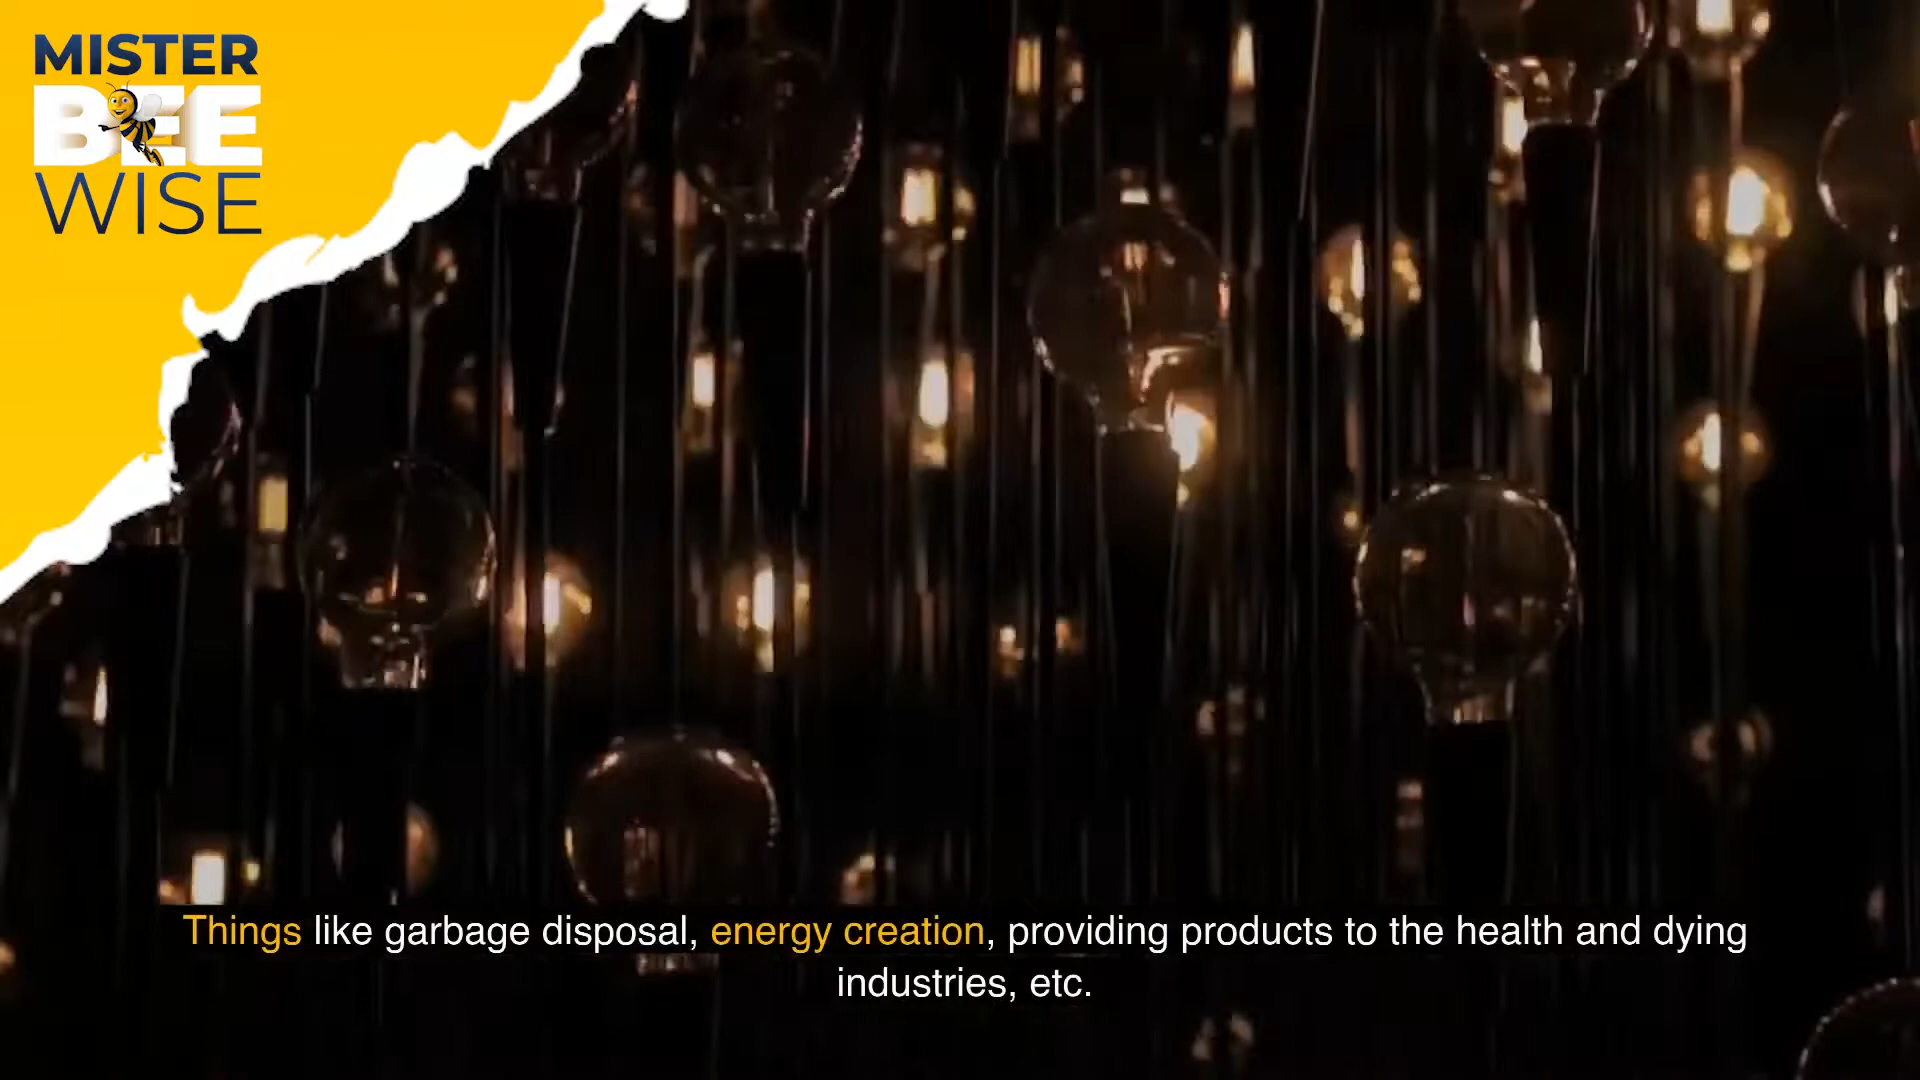 MISTER
BEE
WISE
Things like garbage disposal, energy creation, providing products to the health and dying
industries, etc.